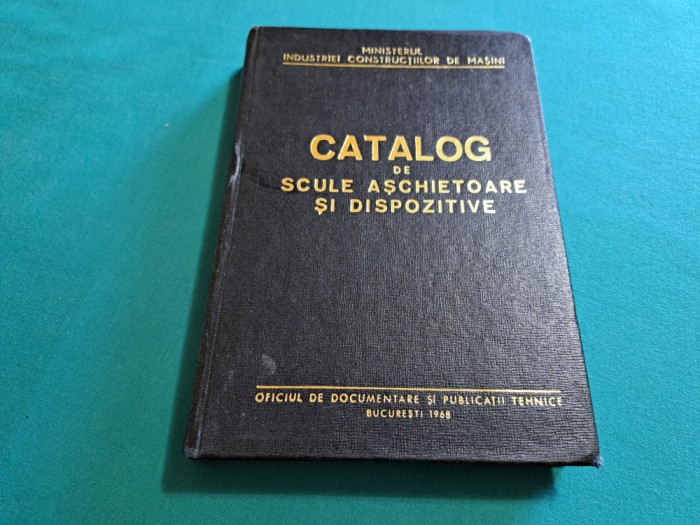 MINISTERUL
INDUSTRIEI CONSTRUCȚIILOR DE MAȘINI
CATALOG
DE
SCULE AȘCHIETOARE
ȘI DISPOZITIVE
OFICIUL DE DOCUMENTARE ȘI PUBLICAȚII TEHNICE
BUCUREȘTI 1968